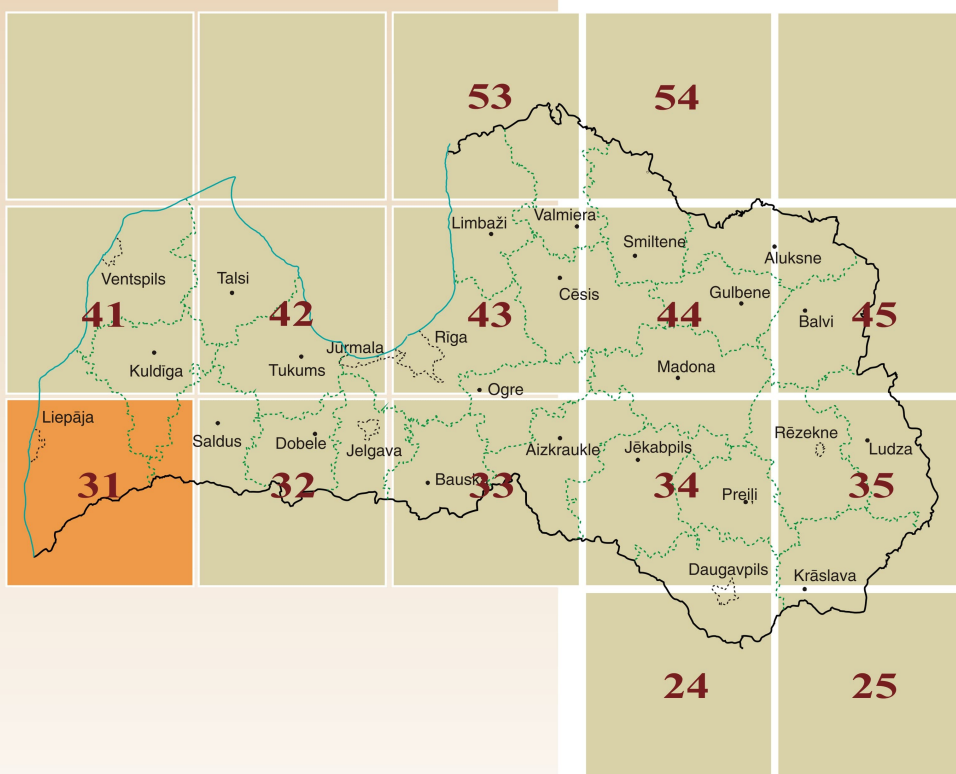 53
54
Limbaži
Valmiera
Smiltene
Aluksne
Ventspils
Talsi
Cēsis
Gulbene
41
42
43
44
45
Balvi
Rīga
Jūrmala
Kuldīga
Tukums
Madona
Ogre
Liepāja
Saldus
Dobele
Jelgava
Aizkraukle
Jēkabpils
Rēzekne
Ludza
31
32
Bauska
33
34
Preiļi
35
Daugavpils
Krāslava
24
25